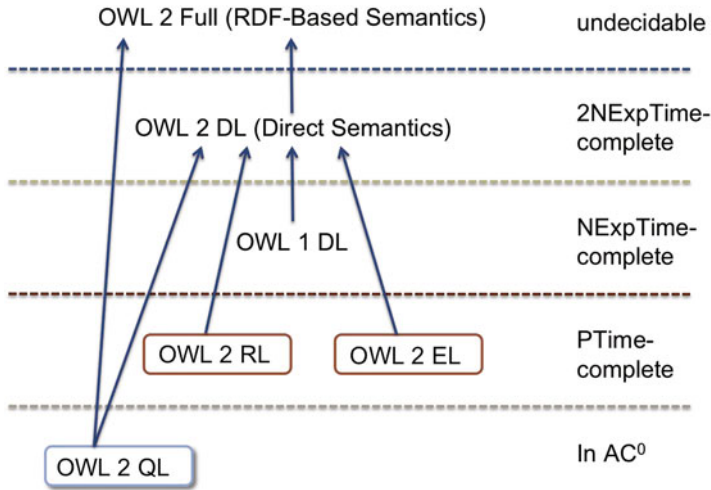 OWL 2 Full (RDF-Based Semantics)
undecidable
OWL 2 DL (Direct Semantics)
2NExpTime-
complete
OWL 1 DL
NExpTime-
complete
OWL 2 RL
OWL 2 EL
PTime-
complete
OWL 2 QL
In AC⁰